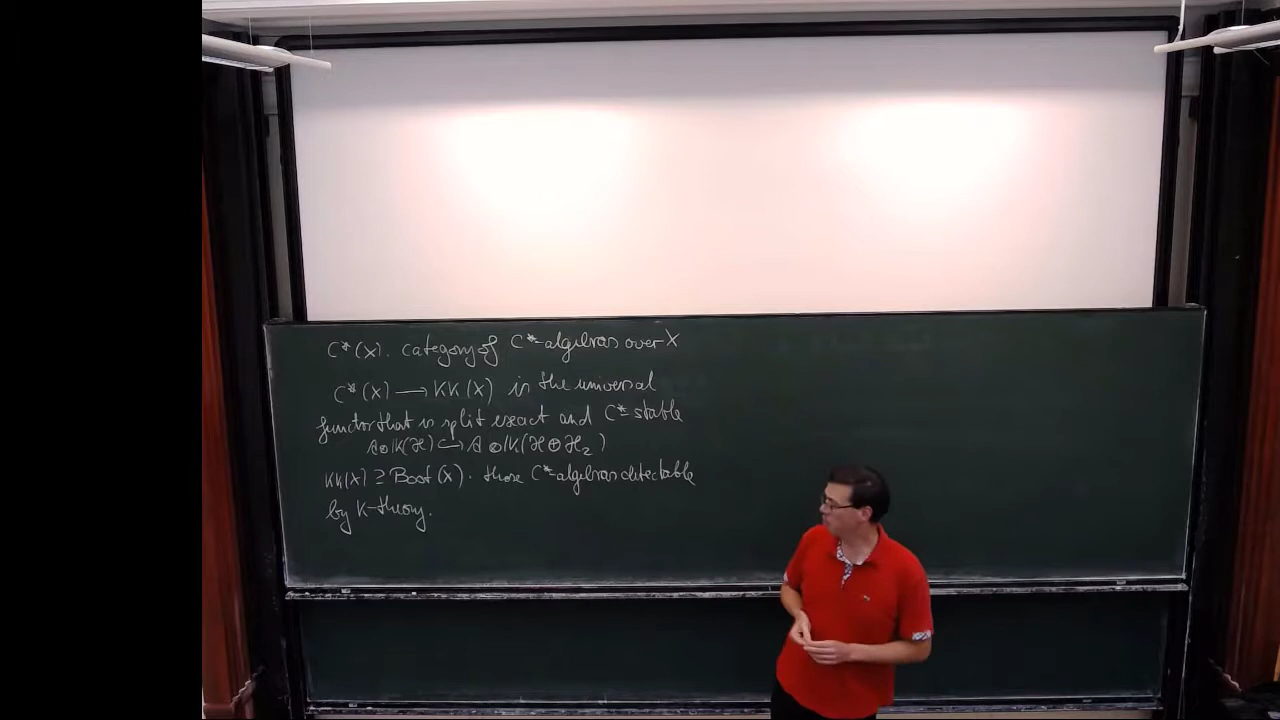 C*(X). Category of C*-algebras over X
C*(X) ⟶ KK(X) is the universal
functor that is split exact and C*-stable
A⊗K(ℋ) ↪ A⊗K(ℋ⊕ℋ₂)
KK(X) ⊇ Boot(X). those C*-algebras detectable
by K-theory.